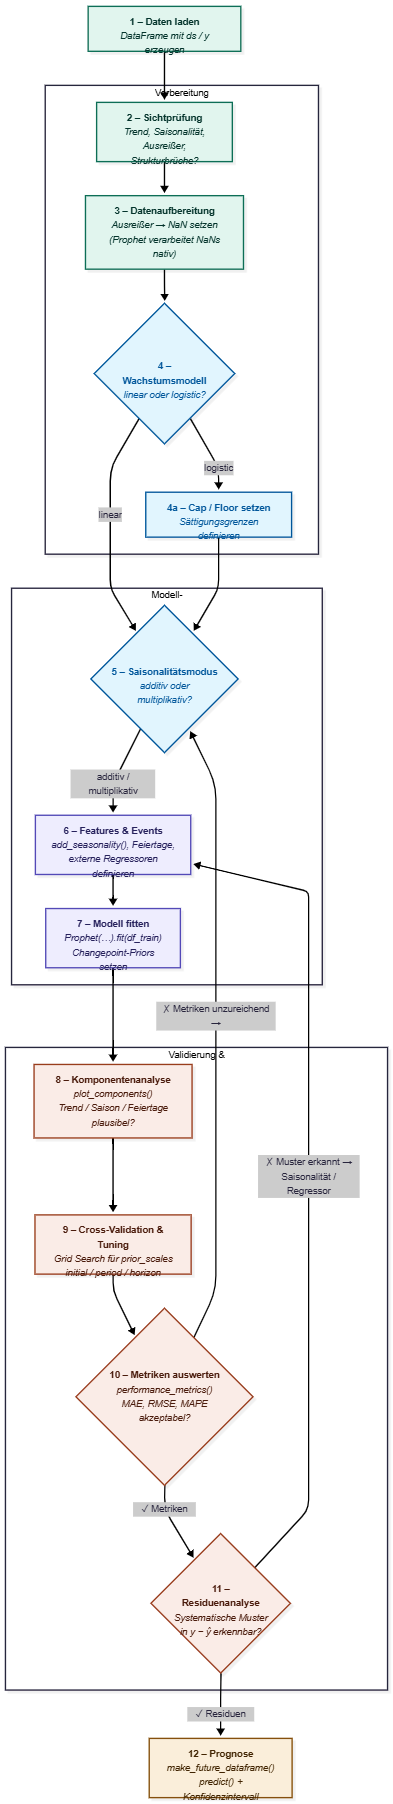 1 – Daten laden
DataFrame mit ds / y
erzeugen
Vorbereitung
2 – Sichtprüfung
Trend, Saisonalität,
Ausreißer,
Strukturbrüche?
3 – Datenaufbereitung
Ausreißer → NaN setzen
(Prophet verarbeitet NaNs
nativ)
4 –
Wachstumsmodell
linear oder logistic?
logistic
linear
4a – Cap / Floor setzen
Sättigungsgrenzen
definieren
Modell-
5 – Saisonalitätsmodus
additiv oder
multiplikativ?
additiv /
multiplikativ
6 – Features & Events
add_seasonality(), Feiertage,
externe Regressoren
definieren
7 – Modell fitten
Prophet(…).fit(df_train)
Changepoint-Priors
setzen
✗ Metriken unzureichend
→
Validierung &
8 – Komponentenanalyse
plot_components()
Trend / Saison / Feiertage
plausibel?
✗ Muster erkannt →
Saisonalität /
Regressor
9 – Cross-Validation &
Tuning
Grid Search für prior_scales
initial / period / horizon
10 – Metriken auswerten
performance_metrics()
MAE, RMSE, MAPE
akzeptabel?
✓ Metriken
11 –
Residuenanalyse
Systematische Muster
in y − ŷ erkennbar?
✓ Residuen
12 – Prognose
make_future_dataframe()
predict() +
Konfidenzintervall